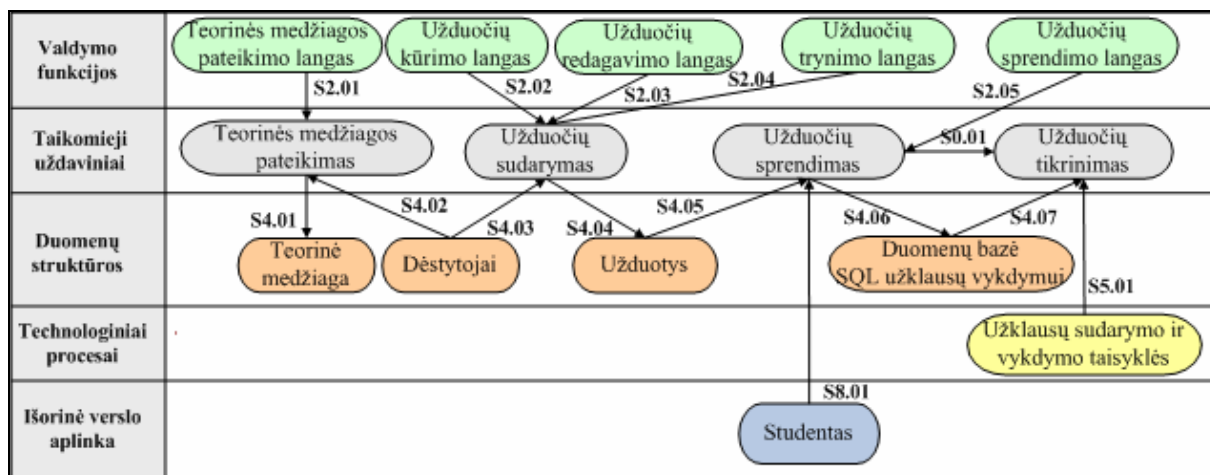 Valdymo
funkcijos
Teorinės medžiagos
pateikimo langas
Užduočių
kūrimo langas
Užduočių
redagavimo langas
Užduočių
trynimo langas
Užduočių
sprendimo langas
S2.01
S2.02
S2.03
S2.04
S2.05
Taikomieji
uždaviniai
Teorinės medžiagos
pateikimas
Užduočių
sudarymas
Užduočių
sprendimas
S0.01
Užduočių
tikrinimas
S4.01
S4.02
S4.03
S4.04
S4.05
S4.06
S4.07
Duomenų
struktūros
Teorinė
medžiaga
Dėstytojai
Užduotys
Duomenų bazė
SQL užklausų vykdymui
S5.01
Technologiniai
procesai
Užklausų sudarymo ir
vykdymo taisyklės
Išorinė verslo
aplinka
S8.01
Studentas